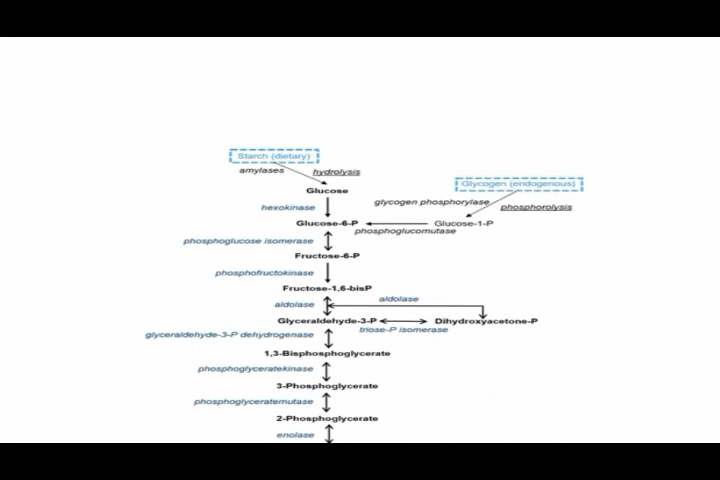 Starch (dietary)
amylases
hydrolysis
Glycogen (endogenous)
Glucose
glycogen phosphorylase
phosphorolysis
hexokinase
Glucose-6-P
Glucose-1-P
phosphoglucomutase
phosphoglucose isomerase
Fructose-6-P
phosphofructokinase
Fructose-1,6-bisP
aldolase
aldolase
Glyceraldehyde-3-P
Dihydroxyacetone-P
triose-P isomerase
glyceraldehyde-3-P dehydrogenase
1,3-Bisphosphoglycerate
phosphoglyceratekinase
3-Phosphoglycerate
phosphoglyceratemutase
2-Phosphoglycerate
enolase